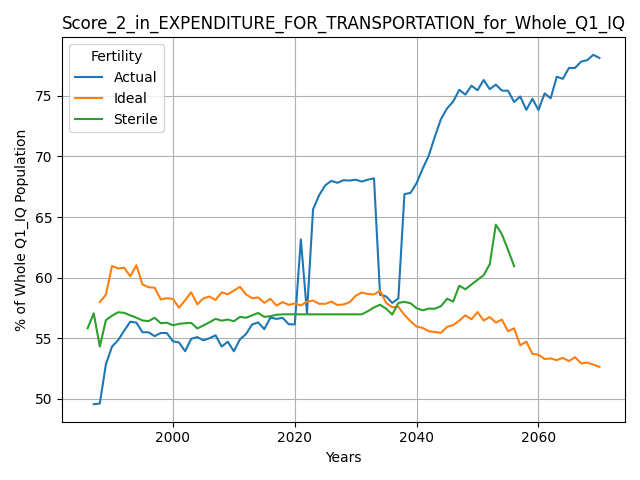 Score_2_in_EXPENDITURE_FOR_TRANSPORTATION_for_Whole_Q1_IQ
Fertility
Actual
Ideal
Sterile
% of Whole Q1_IQ Population
75
70
65
60
55
50
2000
2020
2040
2060
Years